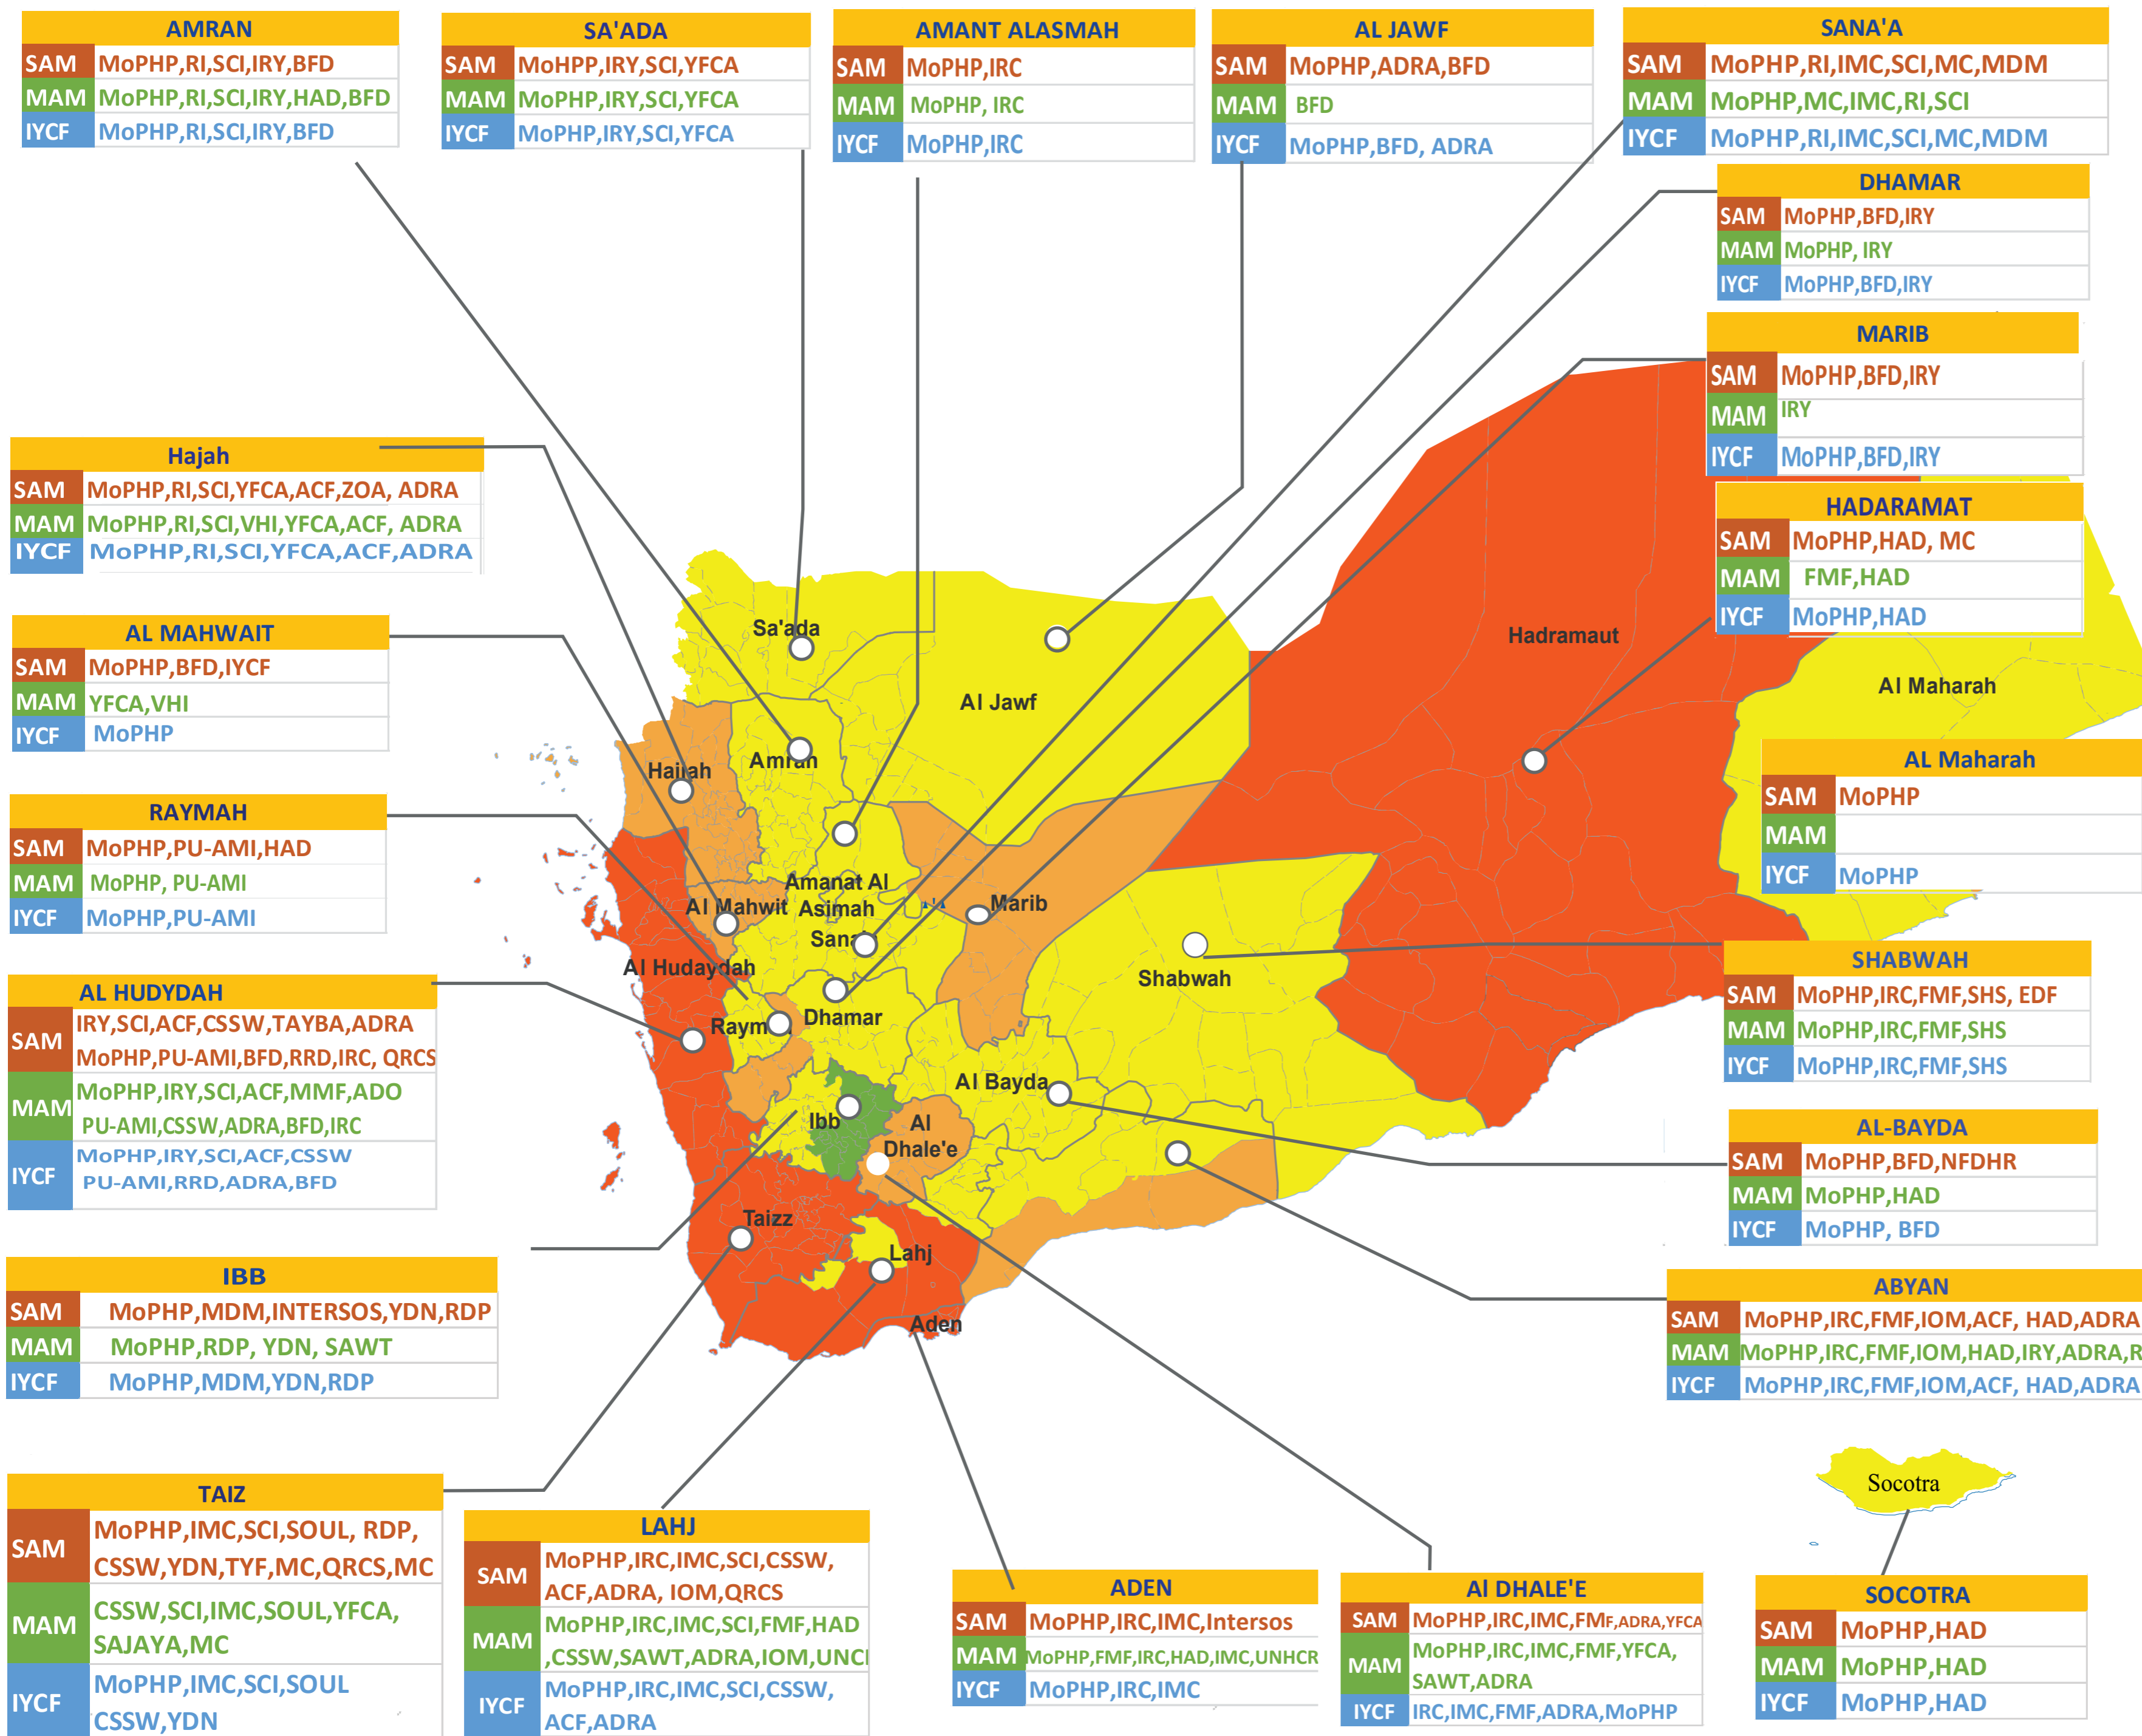 AMRAN
SAM MoPHP,RI,SCI,IRY,BFD
MAM MoPHP,RI,SCI,IRY,HAD,BFD
IYCF MoPHP,RI,SCI,IRY,BFD
SA'ADA
SAM MoHPP,IRY,SCI,YFCA
MAM MoPHP,IRY,SCI,YFCA
IYCF MoPHP,IRY,SCI,YFCA
AMANT ALASMAH
SAM MoPHP,IRC
MAM MoPHP, IRC
IYCF MoPHP,IRC
AL JAWF
SAM MoPHP,ADRA,BFD
MAM BFD
IYCF MoPHP,BFD, ADRA
SANA'A
SAM MoPHP,RI,IMC,SCI,MC,MDM
MAM MoPHP,MC,IMC,RI,SCI
IYCF MoPHP,RI,IMC,SCI,MC,MDM
DHAMAR
SAM MoPHP,BFD,IRY
MAM MoPHP, IRY
IYCF MoPHP,BFD,IRY
MARIB
SAM MoPHP,BFD,IRY
MAM IRY
IYCF MoPHP,BFD,IRY
Hajah
SAM MoPHP,RI,SCI,YFCA,ACF,ZOA, ADRA
MAM MoPHP,RI,SCI,VHI,YFCA,ACF, ADRA
IYCF MoPHP,RI,SCI,YFCA,ACF,ADRA
HADARAMAT
SAM MoPHP,HAD, MC
MAM FMF,HAD
IYCF MoPHP,HAD
AL MAHWAIT
SAM MoPHP,BFD,IYCF
MAM YFCA,VHI
IYCF MoPHP
AL Maharah
SAM MoPHP
MAM
IYCF MoPHP
RAYMAH
SAM MoPHP,PU-AMI,HAD
MAM MoPHP, PU-AMI
IYCF MoPHP,PU-AMI
SHABWAH
SAM MoPHP,IRC,FMF,SHS, EDF
MAM MoPHP,IRC,FMF,SHS
IYCF MoPHP,IRC,FMF,SHS
AL HUDYDAH
SAM IRY,SCI,ACF,CSSW,TAYBA,ADRA
MoPHP,PU-AMI,BFD,RRD,IRC, QRCS
MAM MoPHP,IRY,SCI,ACF,MMF,ADO
PU-AMI,CSSW,ADRA,BFD,IRC
IYCF MoPHP,IRY,SCI,ACF,CSSW
PU-AMI,RRD,ADRA,BFD
AL-BAYDA
SAM MoPHP,BFD,NFDHR
MAM MoPHP,HAD
IYCF MoPHP, BFD
IBB
SAM MoPHP,MDM,INTERSOS,YDN,RDP
MAM MoPHP,RDP, YDN, SAWT
IYCF MoPHP,MDM,YDN,RDP
ABYAN
SAM MoPHP,IRC,FMF,IOM,ACF, HAD,ADRA
MAM MoPHP,IRC,FMF,IOM,HAD,IRY,ADRA,R
IYCF MoPHP,IRC,FMF,IOM,ACF, HAD,ADRA
TAIZ
SAM MoPHP,IMC,SCI,SOUL, RDP,
CSSW,YDN,TYF,MC,QRCS,MC
MAM CSSW,SCI,IMC,SOUL,YFCA,
SAJAYA,MC
IYCF MoPHP,IMC,SCI,SOUL
CSSW,YDN
LAHJ
SAM MoPHP,IRC,IMC,SCI,CSSW,
ACF,ADRA, IOM,QRCS
MAM MoPHP,IRC,IMC,SCI,FMF,HAD
,CSSW,SAWT,ADRA,IOM,UNC
IYCF MoPHP,IRC,IMC,SCI,CSSW,
ACF,ADRA
ADEN
SAM MoPHP,IRC,IMC,Intersos
MAM MoPHP,FMF,IRC,HAD,IMC,UNHCR
IYCF MoPHP,IRC,IMC
Al DHALE'E
SAM MoPHP,IRC,IMC,FMF,ADRA,YFCA
MAM MoPHP,IRC,IMC,FMF,YFCA,
SAWT,ADRA
IYCF IRC,IMC,FMF,ADRA,MoPHP
SOCOTRA
SAM MoPHP,HAD
MAM MoPHP,HAD
IYCF MoPHP,HAD
Sa'ada
Hadramaut
Al Maharah
Al Jawf
Amran
Hajjah
Amanat Al
Asimah
Al Mahwit
Marib
Al Hudaydah
Shabwah
Dhamar
Al Bayda
Ibb
Al
Dhale'e
Taizz
Lahj
Aden
Socotra